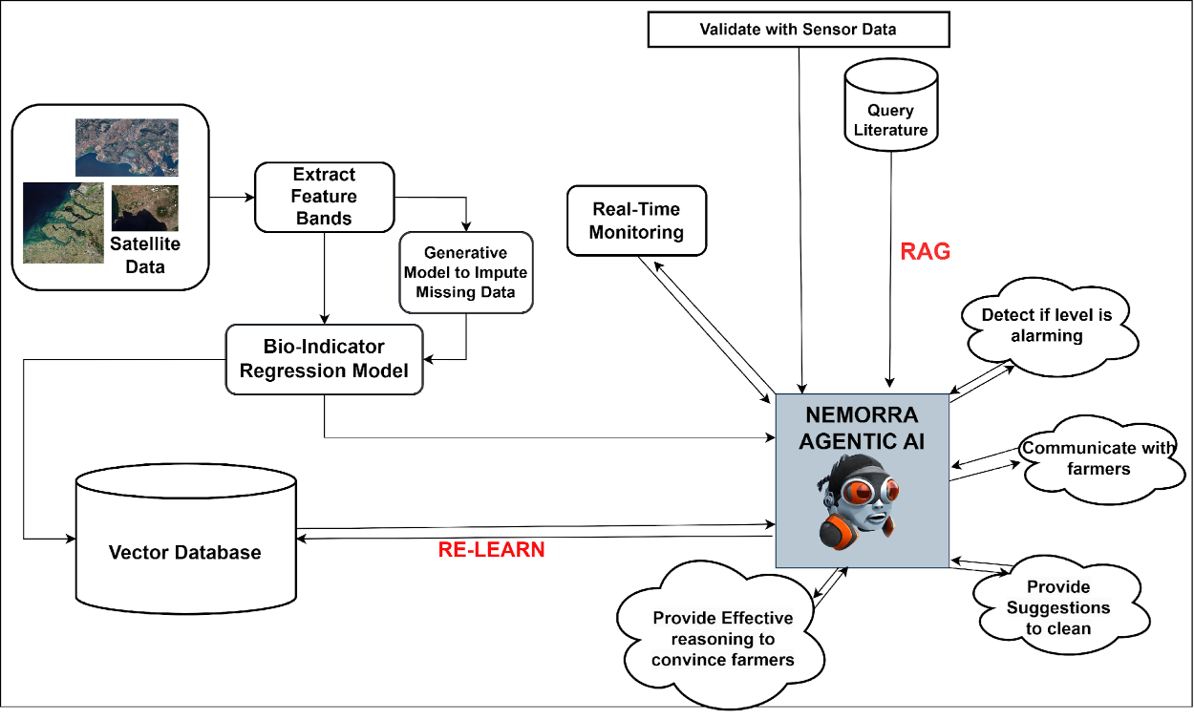 Validate with Sensor Data
Query
Literature
Extract
Feature
Bands
Real-Time
Monitoring
RAG
Satellite
Data
Generative
Model to Impute
Missing Data
Detect if level is
alarming
Bio-Indicator
Regression Model
NEMORRA
AGENTIC AI
Communicate with
farmers
Vector Database
RE-LEARN
Provide
Suggestions
to clean
Provide Effective
reasoning to
convince farmers